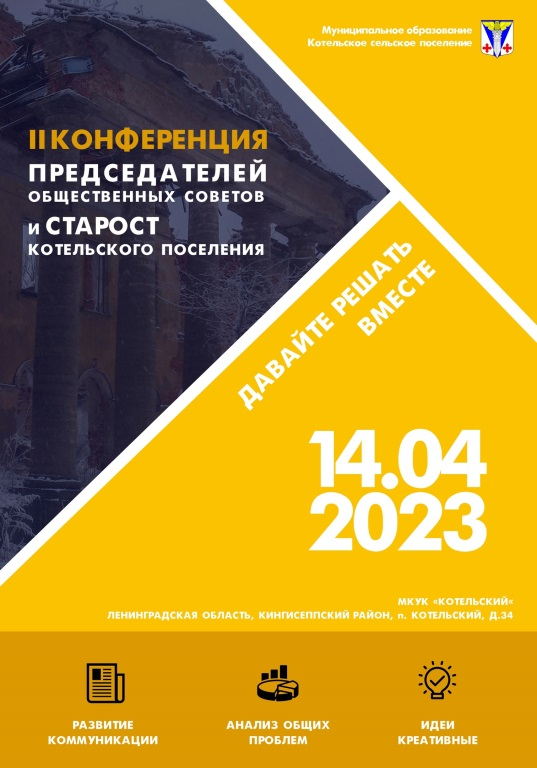 Муниципальное образование
Котельское сельское поселение
II КОНФЕРЕНЦИЯ
ПРЕДСЕДАТЕЛЕЙ
ОБЩЕСТВЕННЫХ СОВЕТОВ
и СТАРОСТ
КОТЕЛЬСКОГО ПОСЕЛЕНИЯ
ДАВАЙТЕ РЕШАТЬ
ВМЕСТЕ
14.04
2023
МКУК «КОТЕЛЬСКИЙ«
ЛЕНИНГРАДСКАЯ ОБЛАСТЬ, КИНГИСЕППСКИЙ РАЙОН, п. КОТЕЛЬСКИЙ, Д.34
РАЗВИТИЕ
КОММУНИКАЦИИ
АНАЛИЗ ОБЩИХ
ПРОБЛЕМ
ИДЕИ
КРЕАТИВНЫЕ